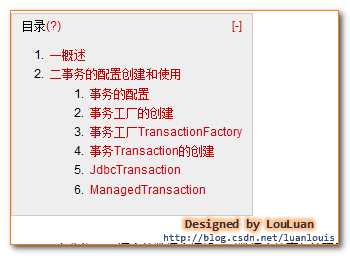 目录(?)
[-]
1. 一概述
2. 二事务的配置创建和使用
1. 事务的配置
2. 事务工厂的创建
3. 事务工厂TransactionFactory
4. 事务Transaction的创建
5. JdbcTransaction
6. ManagedTransaction
Designed by LouLuan
http://blog.csdn.net/luanlouis